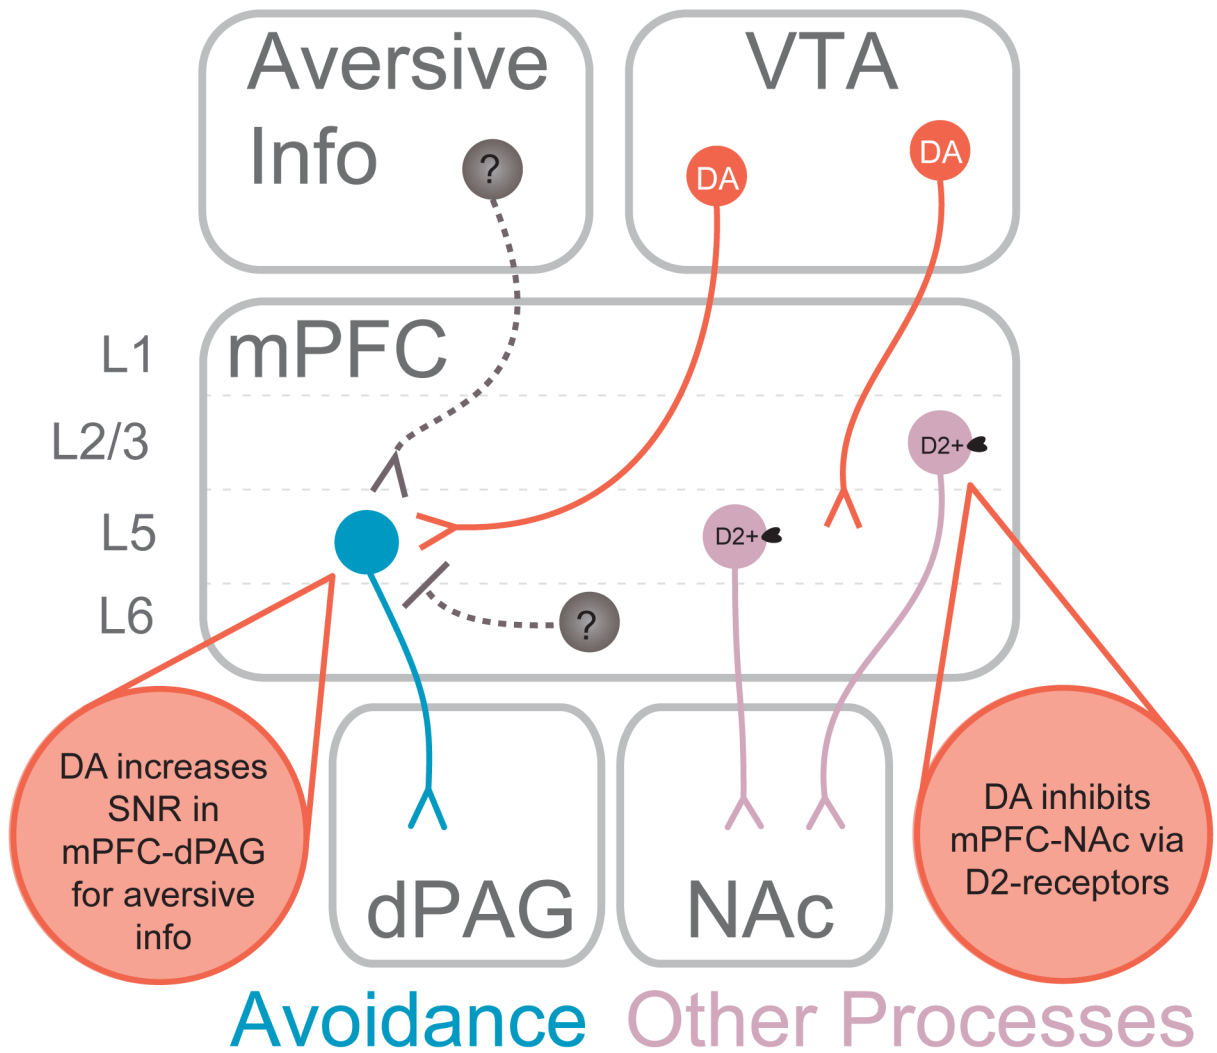 Aversive
Info
?
VTA
DA
DA
mPFC
L1
L2/3
L5
L6
D2+
D2+
?
DA increases
SNR in
mPFC-dPAG
for aversive
info
DA inhibits
mPFC-NAc via
D2-receptors
dPAG
NAc
Avoidance
Other Processes